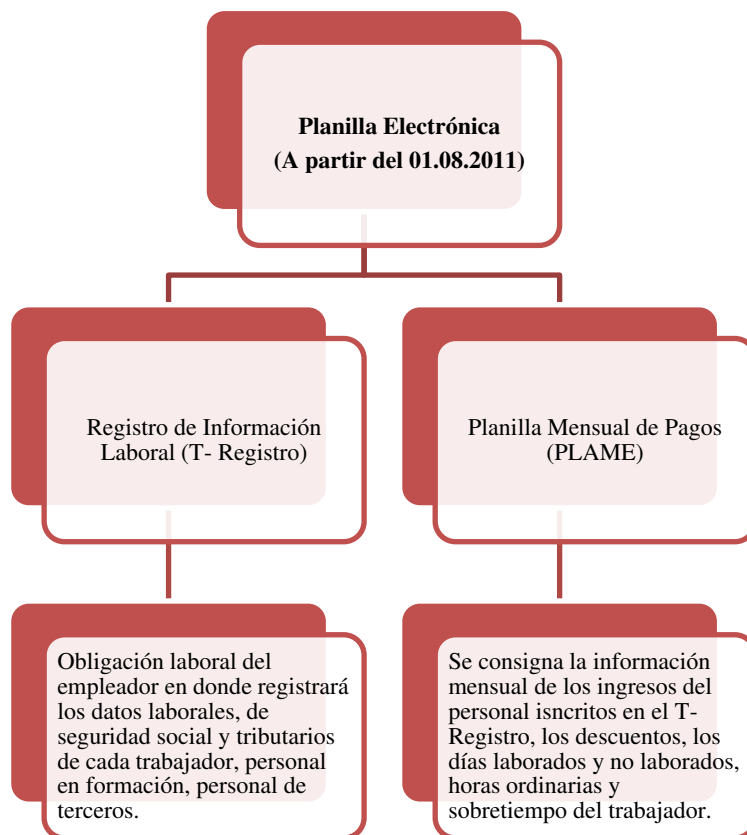 Planilla Electrónica
(A partir del 01.08.2011)
Registro de Información
Laboral (T- Registro)
Planilla Mensual de Pagos
(PLAME)
Obligación laboral del
empleador en donde registrará
los datos laborales, de
seguridad social y tributarios
de cada trabajador, personal
en formación, personal de
terceros.
Se consigna la información
mensual de los ingresos del
personal isncritos en el T-
Registro, los descuentos, los
días laborados y no laborados,
horas ordinarias y
sobretiempo del trabajador.